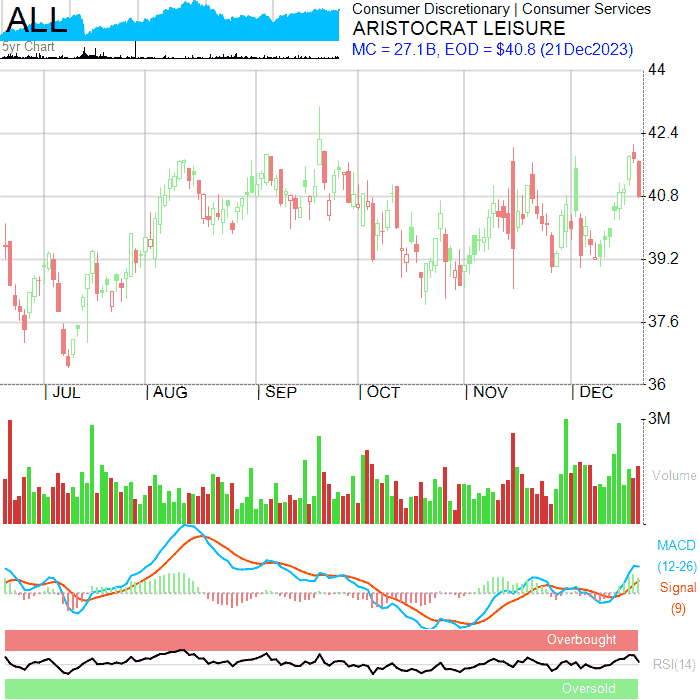 ALL
5yr Chart
Consumer Discretionary | Consumer Services
ARISTOCRAT LEISURE
MC = 27.1B, EOD = $40.8 (21Dec2023)
44
42.4
40.8
39.2
37.6
36
| JUL | AUG | SEP | OCT | NOV | DEC
3M
Volume
MACD
(12-26)
Signal
(9)
Overbought
RSI(14)
Oversold